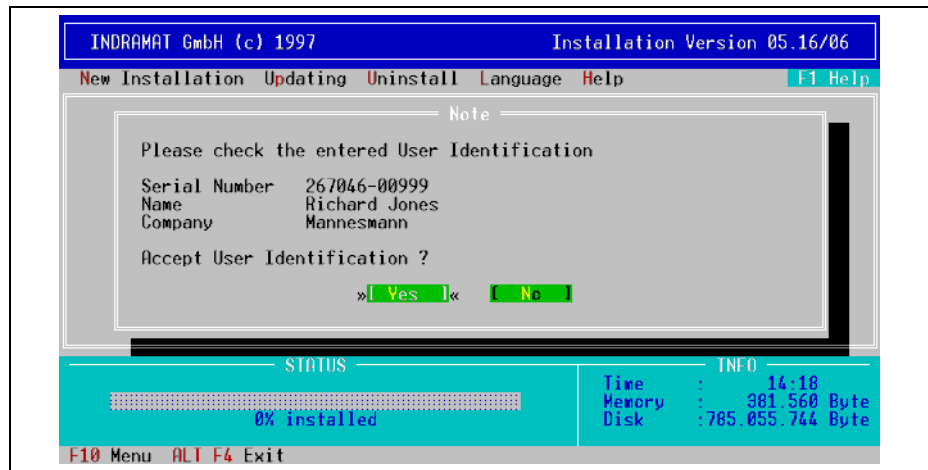 INDRAMAT GmbH (c) 1997 Installation Version 05.16/06
New Installation Updating Uninstall Language Help F1 Help
Note
Please check the entered User Identification
Serial Number 267046-00999
Name Richard Jones
Company Mannesmann
Accept User Identification ?
»[ Yes ]« [ No ]
STATUS INFO
Time : 14:18
Memory : 381.560 Byte
0% installed Disk :785.055.744 Byte
F10 Menu ALT F4 Exit